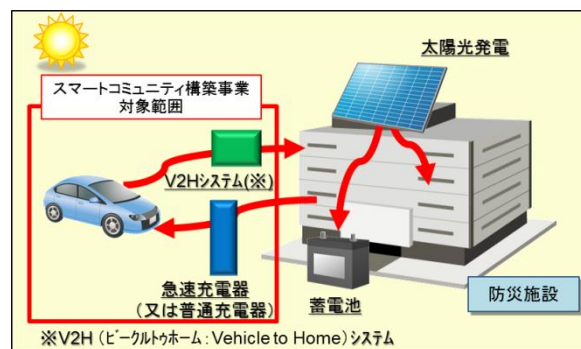 太陽光発電
スマートコミュニティ構築事業
対象範囲
V2Hシステム(※)
急速充電器
(又は普通充電器)
蓄電池
防災施設
※V2H (ビークルトゥホーム:Vehicle to Home)システム